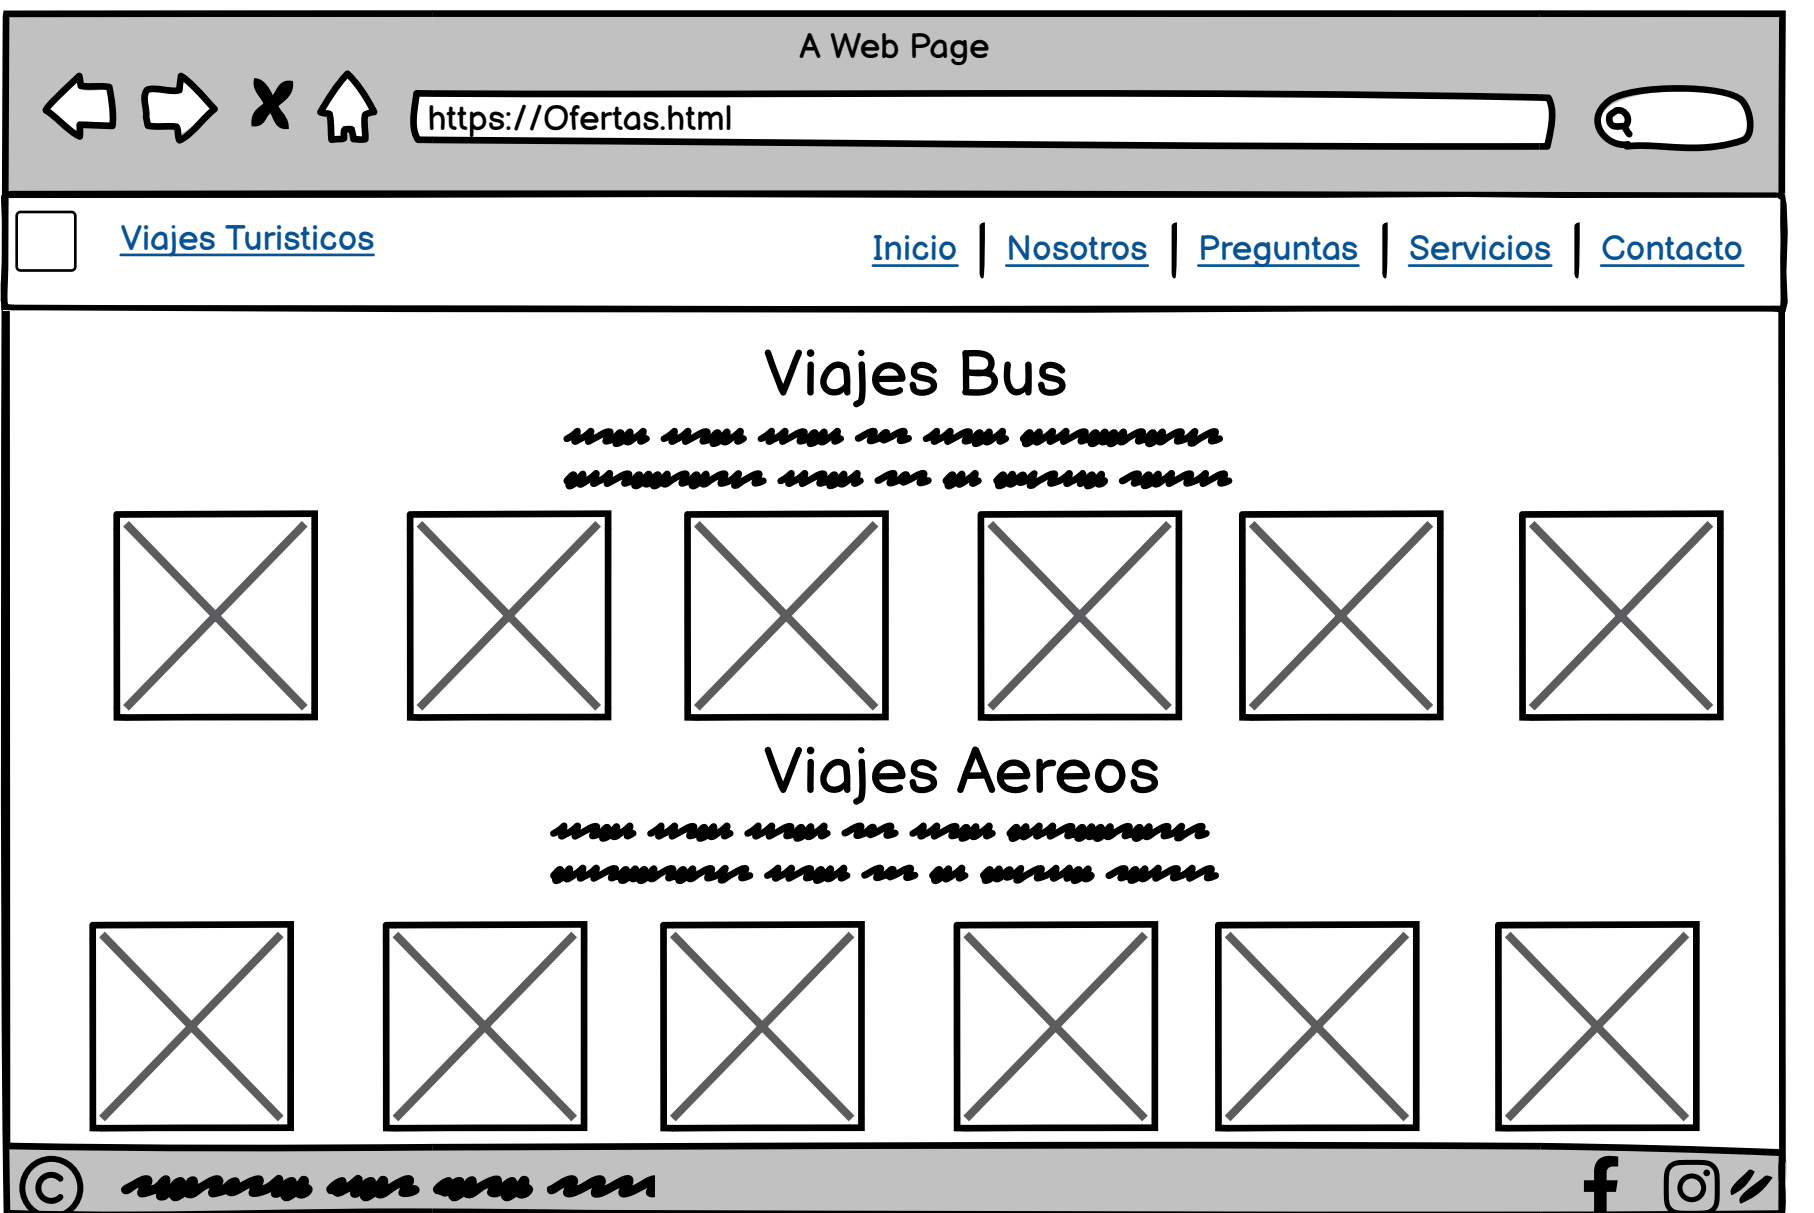 A Web Page
https://Ofertas.html
Viajes Turisticos
Inicio | Nosotros | Preguntas | Servicios | Contacto
Viajes Bus
Viajes Aereos
©